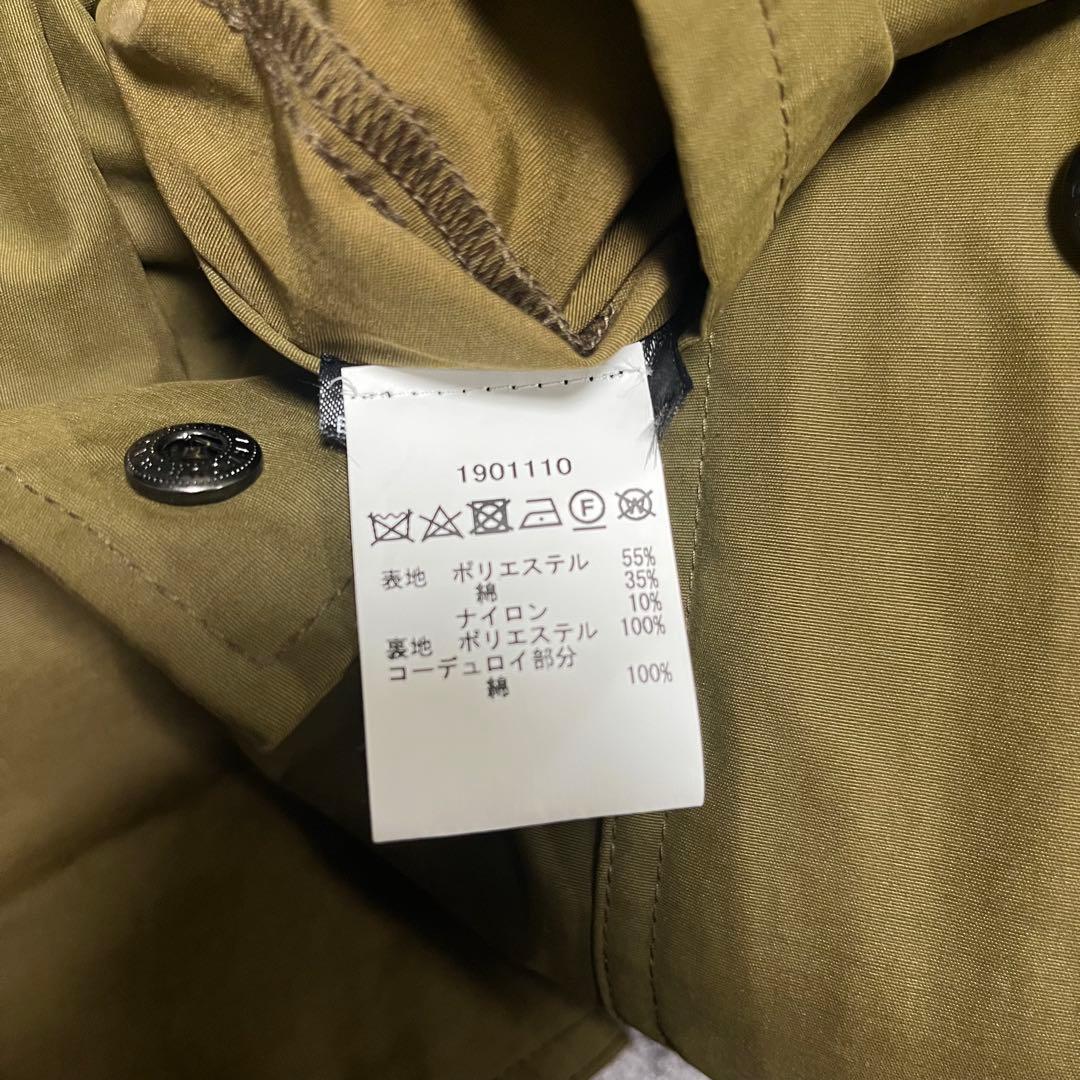 1901110
F W
表地 ポリエステル 55%
綿 35%
ナイロン 10%
裏地 ポリエステル 100%
コーデュロイ部分
綿 100%